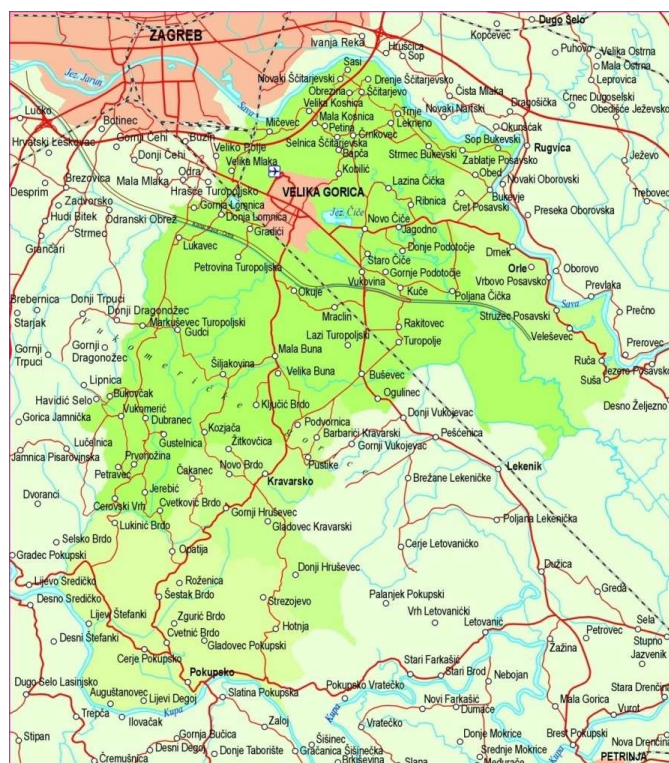 ZAGREB
Dugo Selo
Kopčevec
Ivanja Reka
Hrušćica
Sop
Puhovo
Velika Ostrna
Mala Ostrna
Leprovica
Jez. Jarun
Sasi
Novaki Ščitarjevski
Drenje Ščitarjevsko
Obrezina
Ščitarjevo
Čista Mlaka
Črnec Dugoselski
Obedišće Ježevsko
Sava
Velika Kosnica
Trnje
Novaki Nartski
Dragošička
Lučko
Mala Kosnica
Lekneno
Botinec
Mičevec
Petina
Črnkovec
Okunšćak
Hrvatski Leskovac
Gornji Čehi
Buzin
Selnica Ščitarjevska
Sop Bukevski
Rugvica
Donji Čehi
Veliko Polje
Bapča
Strmec Bukevski
Zablatje Posavsko
Ježevo
Velika Mlaka
Kobilić
Desprim
Brezovica
Mala Mlaka
Odra
Obed
Novaki Oborovski
Trebovec
Hrašće Turopoljsko
VELIKA GORICA
Lazina Čička
Bukevje
Zadvorsko
Gornja Lomnica
Ribnica
Čret Posavski
Hudi Bitek
Odranski Obrež
Donja Lomnica
Jez. Čiče
Preseka Oborovska
Strmec
Gradići
Novo Čiče
Jagodno
Grančari
Lukavec
Donje Podotočje
Drnek
Petrovina Turopoljska
Staro Čiče
Orle
Oborovo
Gornje Podotočje
Vukovina
Vrbovo Posavsko
Prevlaka
Okuje
Kuče
Poljana Čička
Brebernica
Donji Trpuci
Sava
Starjak
Donji Dragonožec
Mraclin
Stružec Posavski
Prečno
Markuševec Turopoljski
Rakitovec
Veleševec
Gudci
Lazi Turopoljski
Gornji Trpuci
Gornji Dragonožec
Turopolje
Prerovec
Mala Buna
Ruča
Jezero Posavsko
Šiljakovina
Lipnica
Velika Buna
Buševec
Suša
Havidić Selo
Bukovčak
Ogulinec
Desno Željezno
Vukomerić
Ključić Brdo
Gorica Jamnička
Dubranec
Podvornica
Donji Vukojevac
Kozjača
Barbarići Kravarski
Pešćenica
Lučelnica
Gustelnica
Žitkovčica
Gornji Vukojevac
Jamnica Pisarovinska
Prvonožina
Pustike
Lekenik
Petravec
Čakanec
Novo Brdo
Kravarsko
Brežane Lekeničke
Dvoranci
Jerebić
Cerovski Vrh
Cvetković Brdo
Gornji Hruševec
Lukinić Brdo
Gladovec Kravarski
Poljana Lekenička
Selsko Brdo
Cerje Letovaničko
Gradec Pokupski
Opatija
Dužica
Lijevo Sredičko
Roženica
Donji Hruševec
Greda
Desno Sredičko
Šestak Brdo
Strezojevo
Palanjek Pokupski
Lijevi Štefanki
Zgurić Brdo
Vrh Letovanićki
Letovanić
Sela
Desni Štefanki
Cvetnić Brdo
Hotnja
Petrovec
Stupno
Gladovec Pokupski
Žažina
Jazvenik
Cerje Pokupsko
Stari Farkašić
Pokupsko
Pokupsko Vratečko
Stari Brod
Nebojan
Dugo Selo Lasinjsko
Auguštanovec
Slatina Pokupska
Stara Drenčina
Lijevi Degoj
Novi Farkašić
Mala Gorica
Kupa
Kupa
Dumače
Vurot
Trepča
Ilovačak
Zaloj
Vratečko
Stipan
Gornja Bučica
Šišinec
Donje Mokrice
Brest Pokupski
Nova Drenčina
Desni Degoj
Čremušnica
Donje Taborište
Gračanica Šišinečka
Srednje Mokrice
Kupa
PETRINJA
Brkiševina
Slana
Međurače